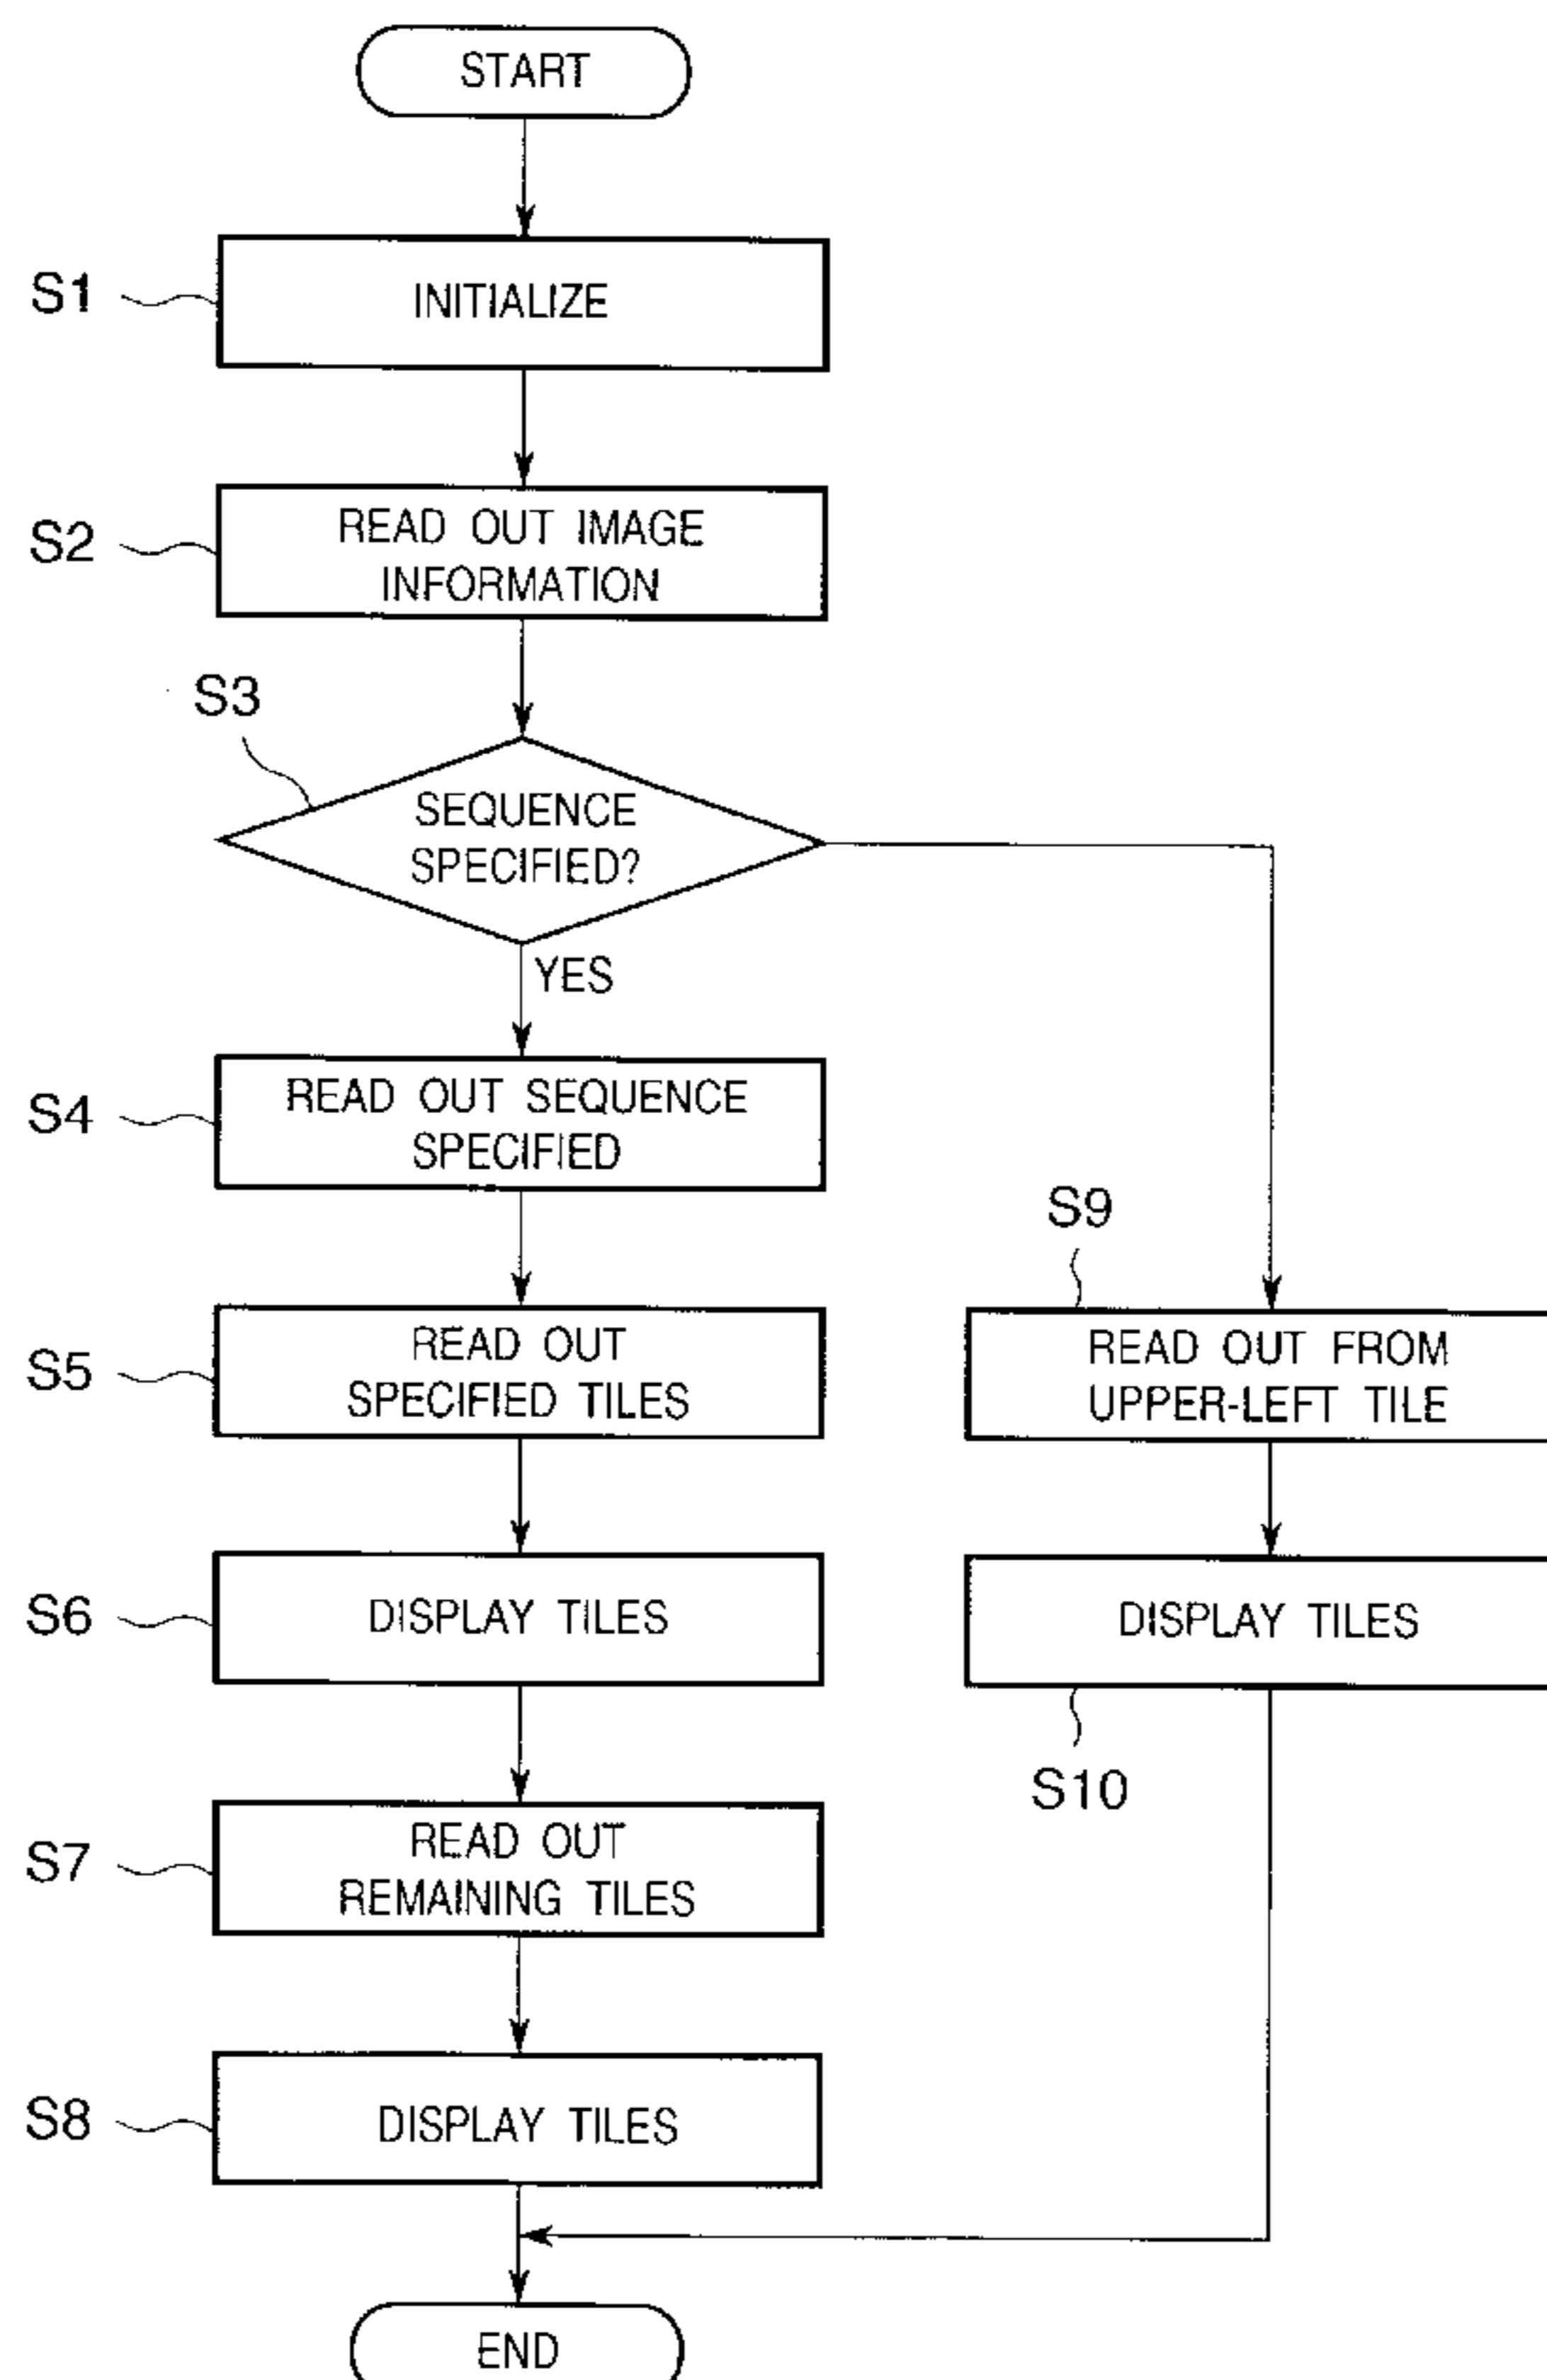 START
S1
INITIALIZE
S2
READ OUT IMAGE
INFORMATION
S3
SEQUENCE
SPECIFIED?
YES
S4
READ OUT SEQUENCE
SPECIFIED
S5
READ OUT
SPECIFIED TILES
S6
DISPLAY TILES
S7
READ OUT
REMAINING TILES
S8
DISPLAY TILES
S9
READ OUT FROM
UPPER-LEFT TILE
DISPLAY TILES
S10
END